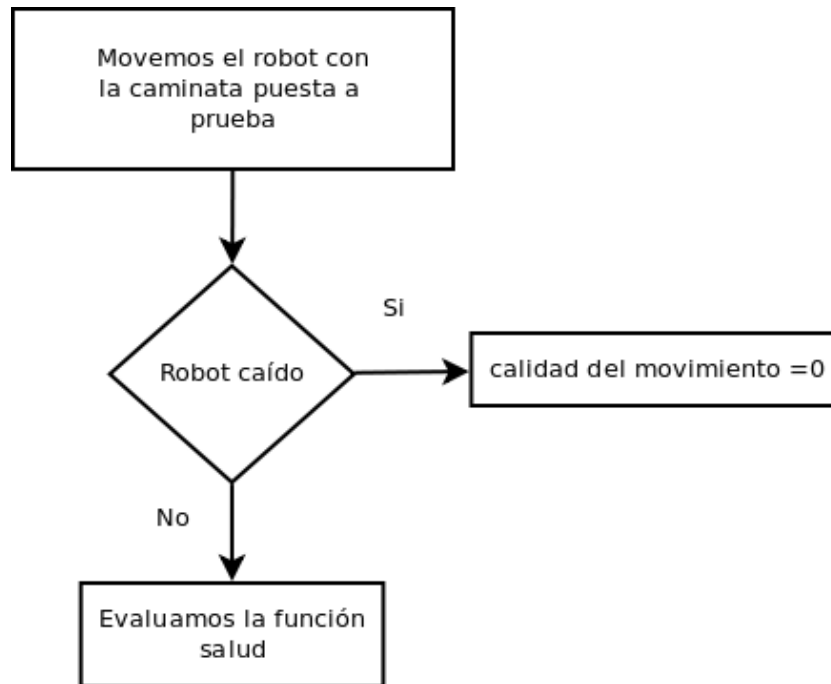 Movemos el robot con
la caminata puesta a
prueba
Si
Robot caído
calidad del movimiento =0
No
Evaluamos la función
salud